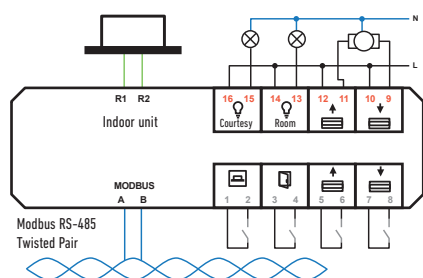 N
L
R1 R2
16 15 14 13 12 11 10 9
Indoor unit
Courtesy Room
MODBUS
A B
1 2 3 4 5 6 7 8
Modbus RS-485
Twisted Pair